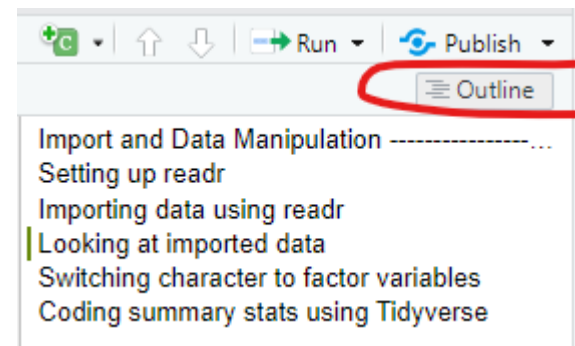 C Run Publish
Outline
Import and Data Manipulation ----------------...
Setting up readr
Importing data using readr
Looking at imported data
Switching character to factor variables
Coding summary stats using Tidyverse